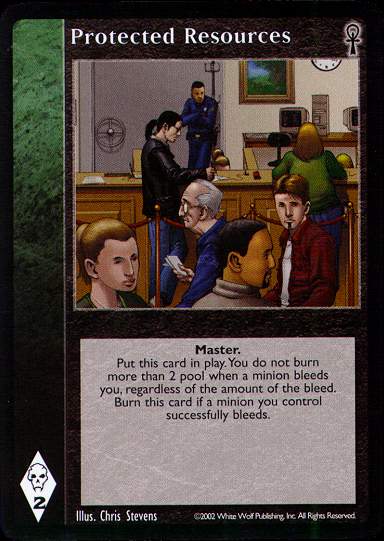 Protected Resources
Master.
Put this card in play. You do not burn
more than 2 pool when a minion bleeds
you, regardless of the amount of the bleed.
Burn this card if a minion you control
successfully bleeds.
2
Illus. Chris Stevens
©2002 White Wolf Publishing, Inc. All Rights Reserved.